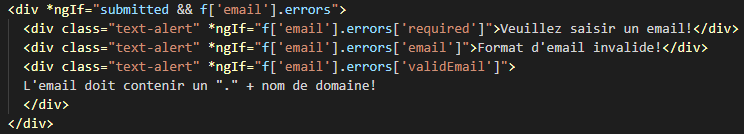 <div *ngIf="submitted && f['email'].errors">
<div class="text-alert" *ngIf="f['email'].errors['required']">Veuillez saisir un email!</div>
<div class="text-alert" *ngIf="f['email'].errors['email']">Format d'email invalide!</div>
<div class="text-alert" *ngIf="f['email'].errors['validEmail']">
L'email doit contenir un "." + nom de domaine!
</div>
</div>